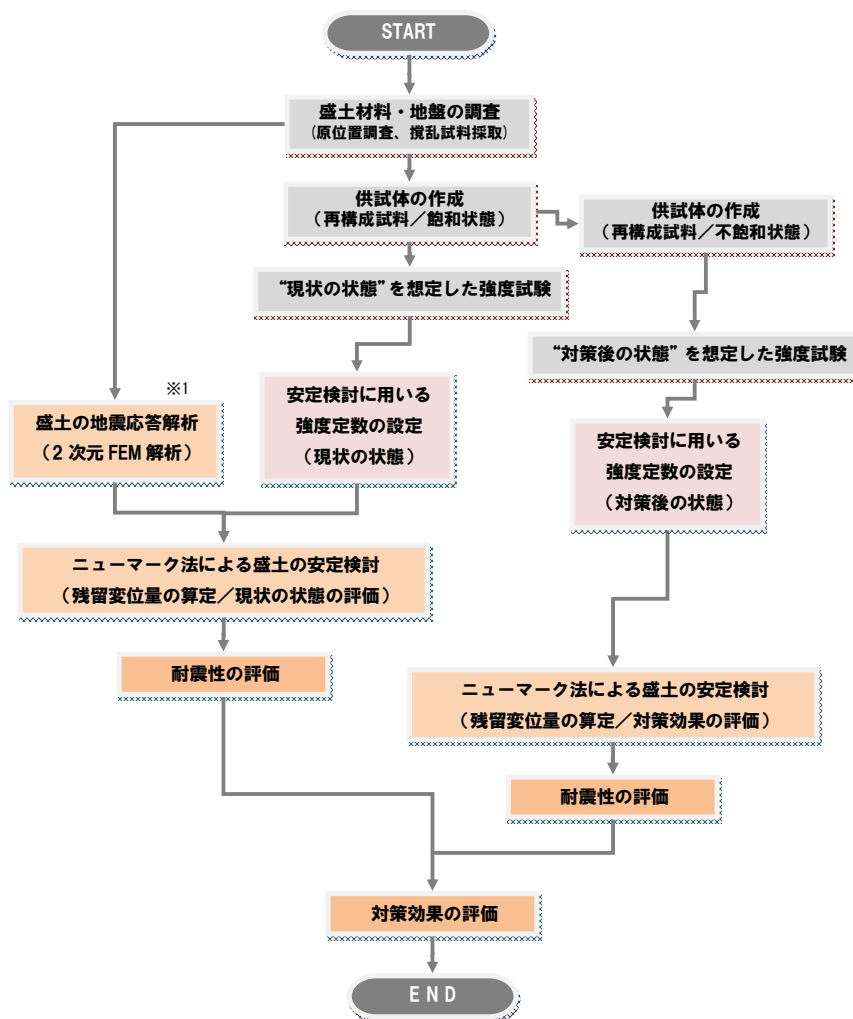 START
盛土材料・地盤の調査
(原位置調査、撹乱試料採取)
供試体の作成
（再構成試料／飽和状態）
供試体の作成
（再構成試料／不飽和状態）
“現状の状態”を想定した強度試験
“対策後の状態”を想定した強度試験
※1
盛土の地震応答解析
（2 次元 FEM 解析）
安定検討に用いる
強度定数の設定
（現状の状態）
安定検討に用いる
強度定数の設定
（対策後の状態）
ニューマーク法による盛土の安定検討
（残留変位量の算定／現状の状態の評価）
耐震性の評価
ニューマーク法による盛土の安定検討
（残留変位量の算定／対策効果の評価）
耐震性の評価
対策効果の評価
END